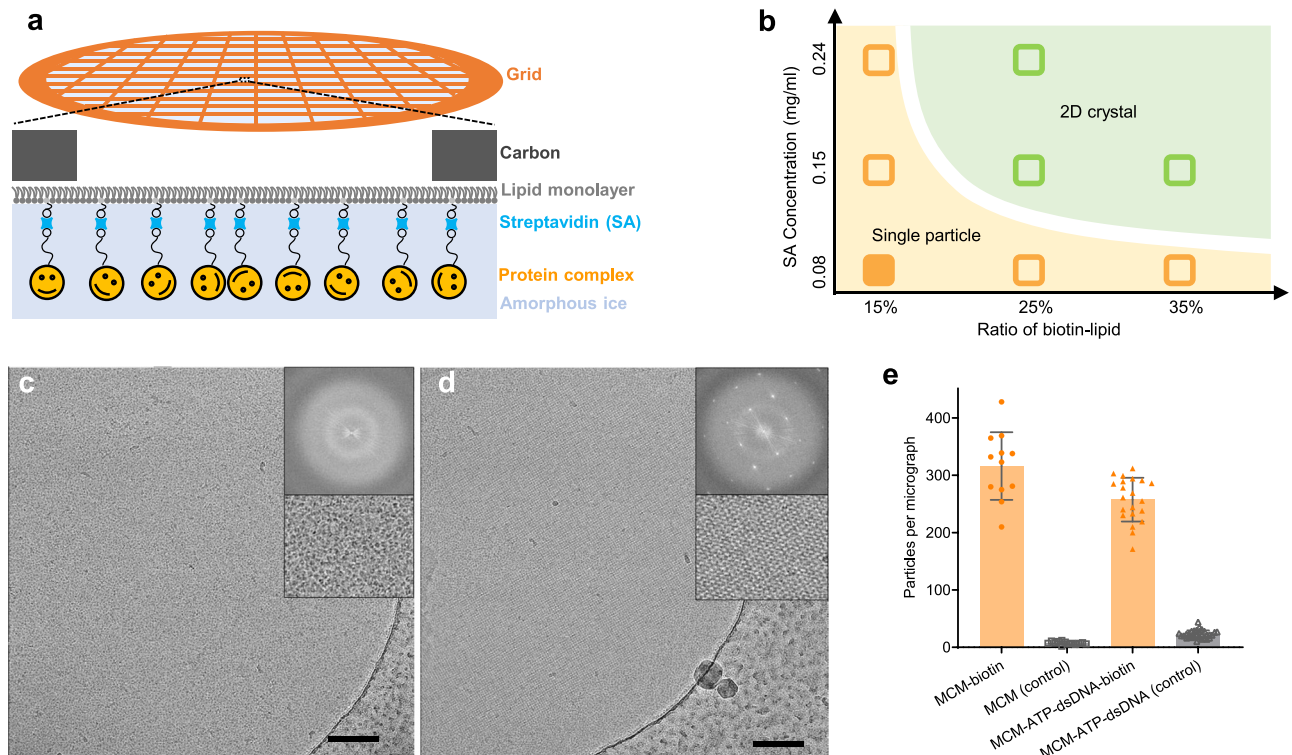 a
Grid
Carbon
Lipid monolayer
Streptavidin (SA)
Protein complex
Amorphous ice
b
SA Concentration (mg/ml)
0.24
0.15
0.08
2D crystal
Single particle
15% 25% 35%
Ratio of biotin-lipid
c
d
e
Particles per micrograph
400
300
200
100
0
MCM-biotin
MCM (control)
MCM-ATP-dsDNA-biotin
MCM-ATP-dsDNA (control)